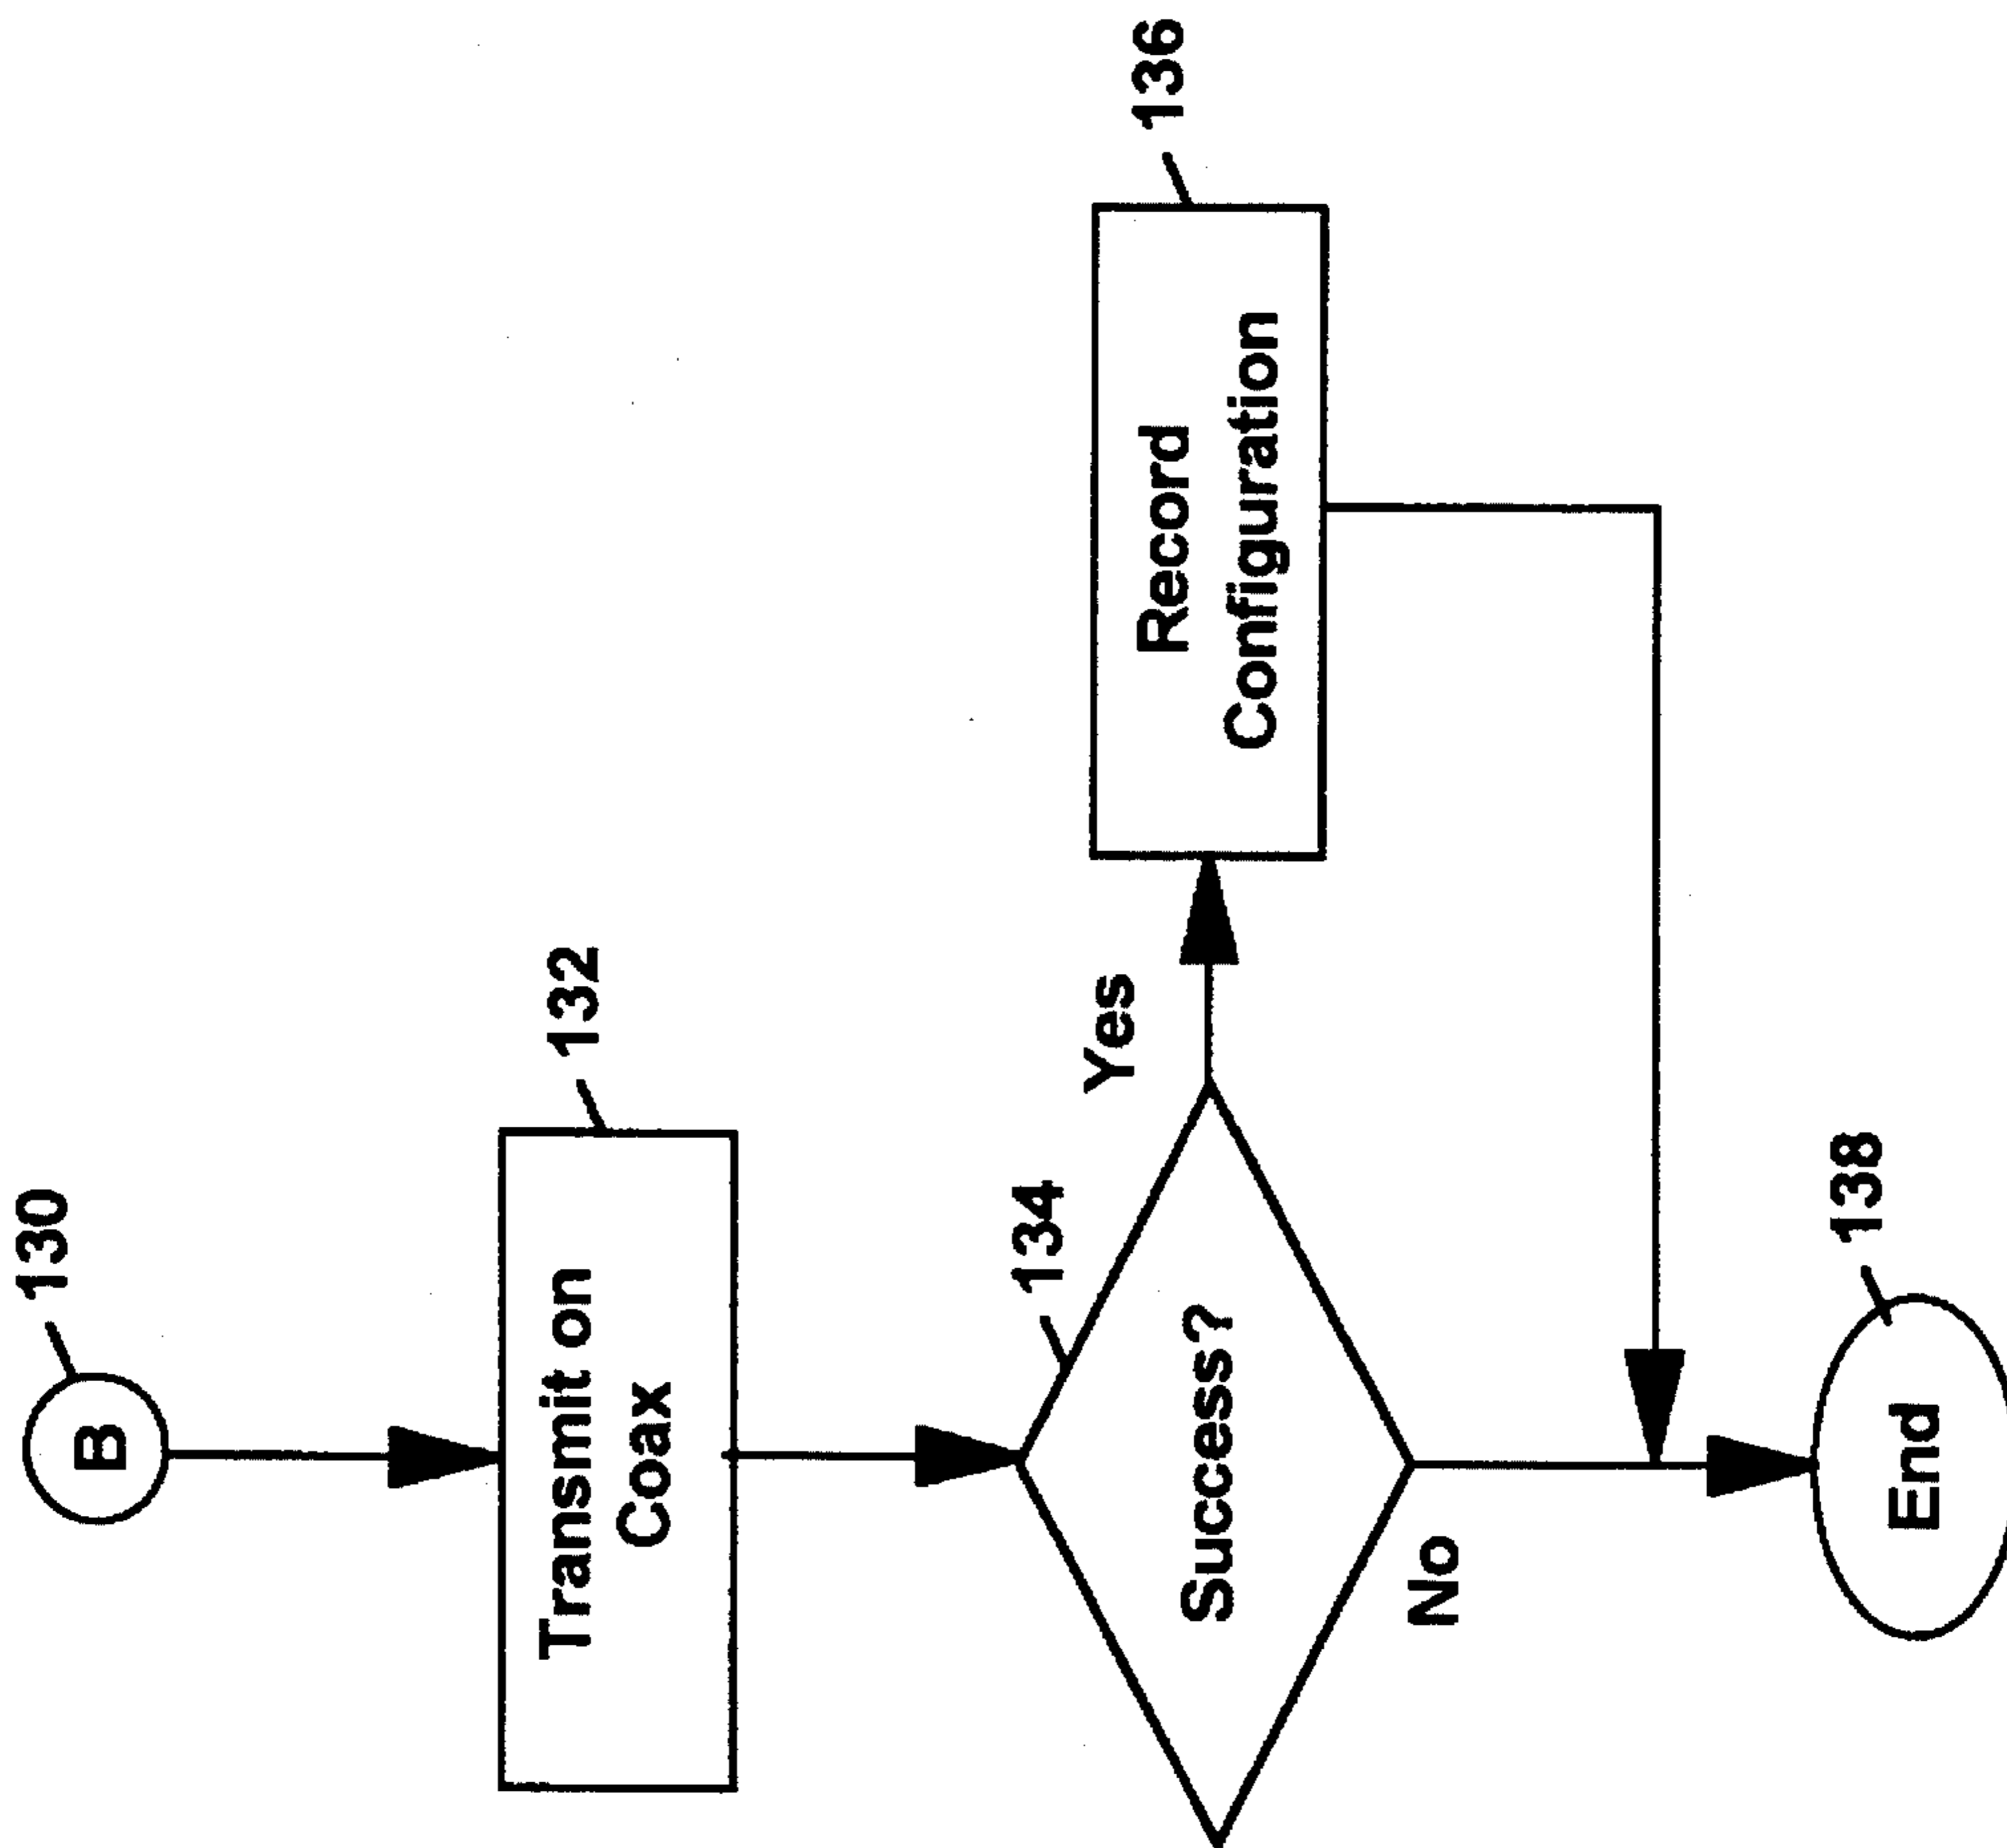 B
130
Transmit on
Coax
132
Success?
134
Yes
No
Record
Configuration
136
End
138